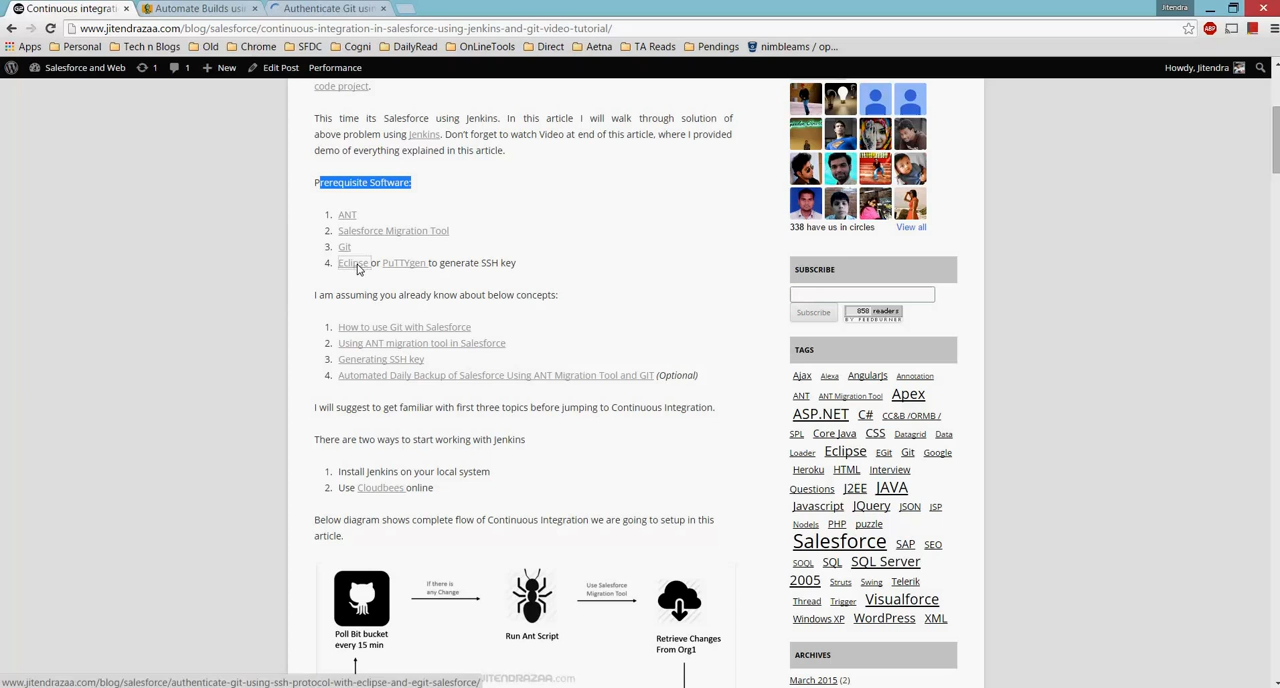 Continuous integration i
Automate Builds using
Authenticate Git using
Jitendra
www.jitendrazaa.com/blog/salesforce/continuous-integration-in-salesforce-using-jenkins-and-git-video-tutorial/
Apps Personal Tech n Blogs Old Chrome SFDC Cogni DailyRead OnLineTools Direct Aetna TA Reads Pendings nimbleams / op...
Salesforce and Web 1 1 New Edit Post Performance Howdy, Jitendra
code project.
This time its Salesforce using Jenkins. In this article I will walk through solution of
above problem using Jenkins. Don't forget to watch Video at end of this article, where I provided
demo of everything explained in this article.
Prerequisite Software:
1. ANT
2. Salesforce Migration Tool
3. Git
4. Eclipse or PuTTYgen to generate SSH key
I am assuming you already know about below concepts:
1. How to use Git with Salesforce
2. Using ANT migration tool in Salesforce
3. Generating SSH key
4. Automated Daily Backup of Salesforce Using ANT Migration Tool and GIT (Optional)
I will suggest to get familiar with first three topics before jumping to Continuous Integration.
There are two ways to start working with Jenkins
1. Install Jenkins on your local system
2. Use Cloudbees online
Below diagram shows complete flow of Continuous Integration we are going to setup in this
article.
If there is
any Change
Use Salesforce
Migration Tool
Poll Bit bucket
every 15 min
Run Ant Script
Retrieve Changes
From Org1
JITENDRAZAA.com
338 have us in circles View all
SUBSCRIBE
Subscribe
858 readers
BY FEEDBURNER
TAGS
Ajax Alexa AngularJs Annotation
ANT ANT Migration Tool Apex
ASP.NET C# CC&B /ORMB /
SPL Core Java CSS Datagrid Data
Loader Eclipse EGit Git Google
Heroku HTML Interview
Questions J2EE JAVA
Javascript JQuery JSON JSP
NodeJs PHP puzzle
Salesforce SAP SEO
SOQL SQL SQL Server
2005 Struts Swing Telerik
Thread Trigger Visualforce
Windows XP WordPress XML
ARCHIVES
March 2015 (2)
www.jitendrazaa.com/blog/salesforce/authenticate-git-using-ssh-protocol-with-eclipse-and-egit-salesforce/